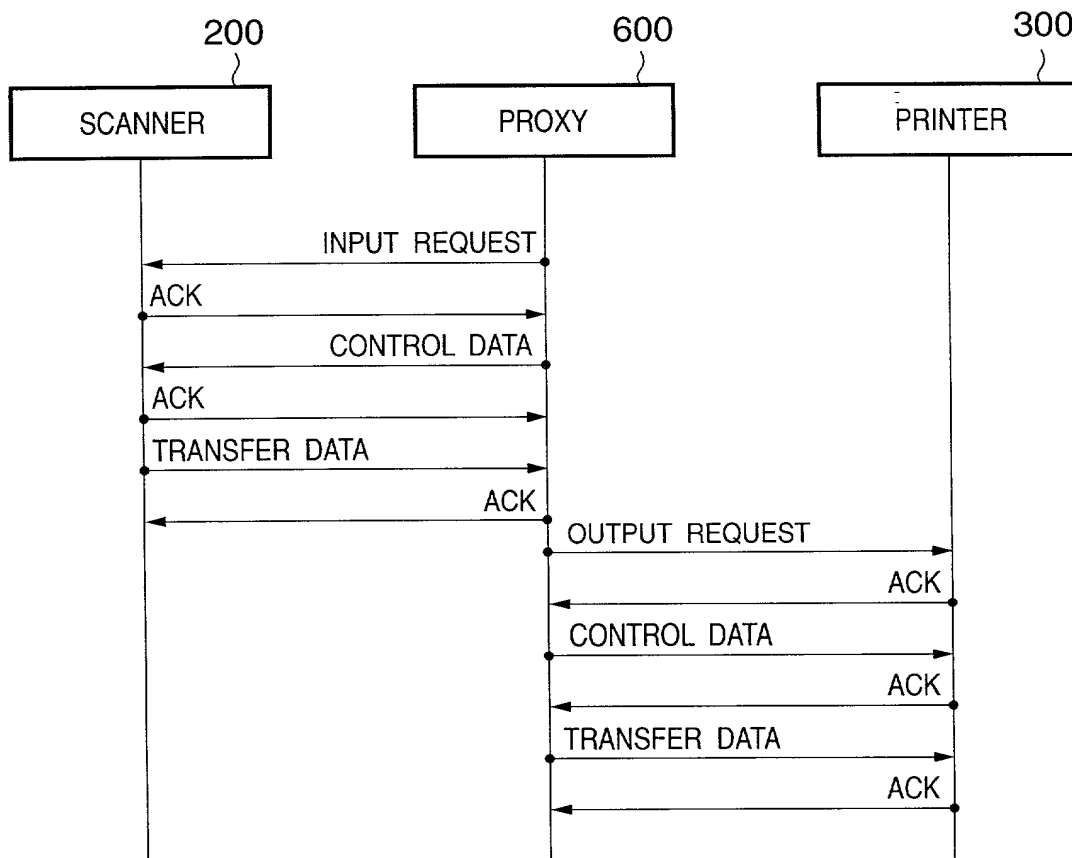 200
600
300
SCANNER
PROXY
PRINTER
INPUT REQUEST
ACK
CONTROL DATA
ACK
TRANSFER DATA
ACK
OUTPUT REQUEST
ACK
CONTROL DATA
ACK
TRANSFER DATA
ACK